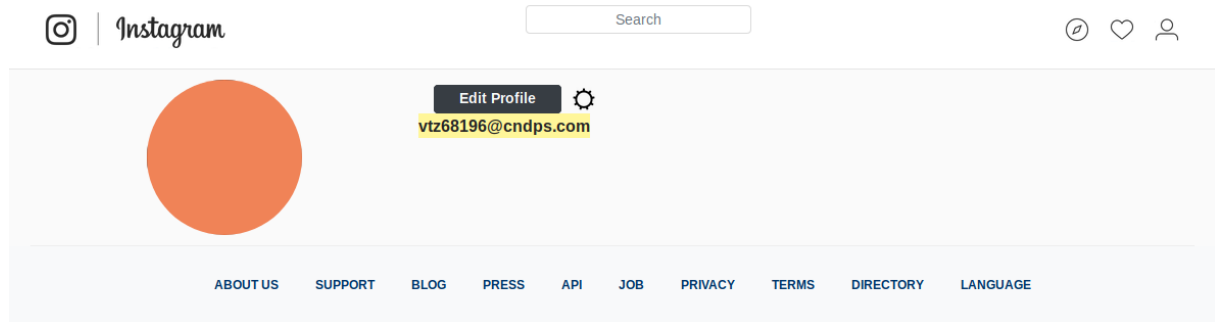 Instagram Search
Edit Profile
vtz68196@cndps.com
ABOUT US SUPPORT BLOG PRESS API JOB PRIVACY TERMS DIRECTORY LANGUAGE